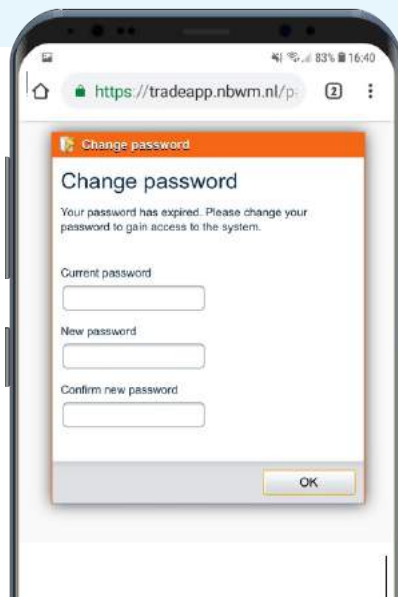 83% 16:40
https://tradeapp.nbwm.nl/p 2
Change password
Change password
Your password has expired. Please change your
password to gain access to the system.
Current password
New password
Confirm new password
OK